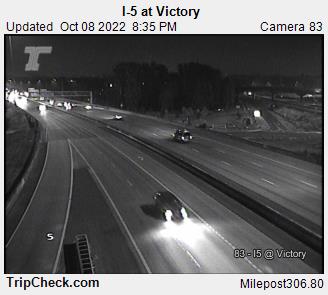 I-5 at Victory
Updated Oct 08 2022 8:35 PM Camera 83
T
S
83 - I5 @ Victory
TripCheck.com Milepost306.80